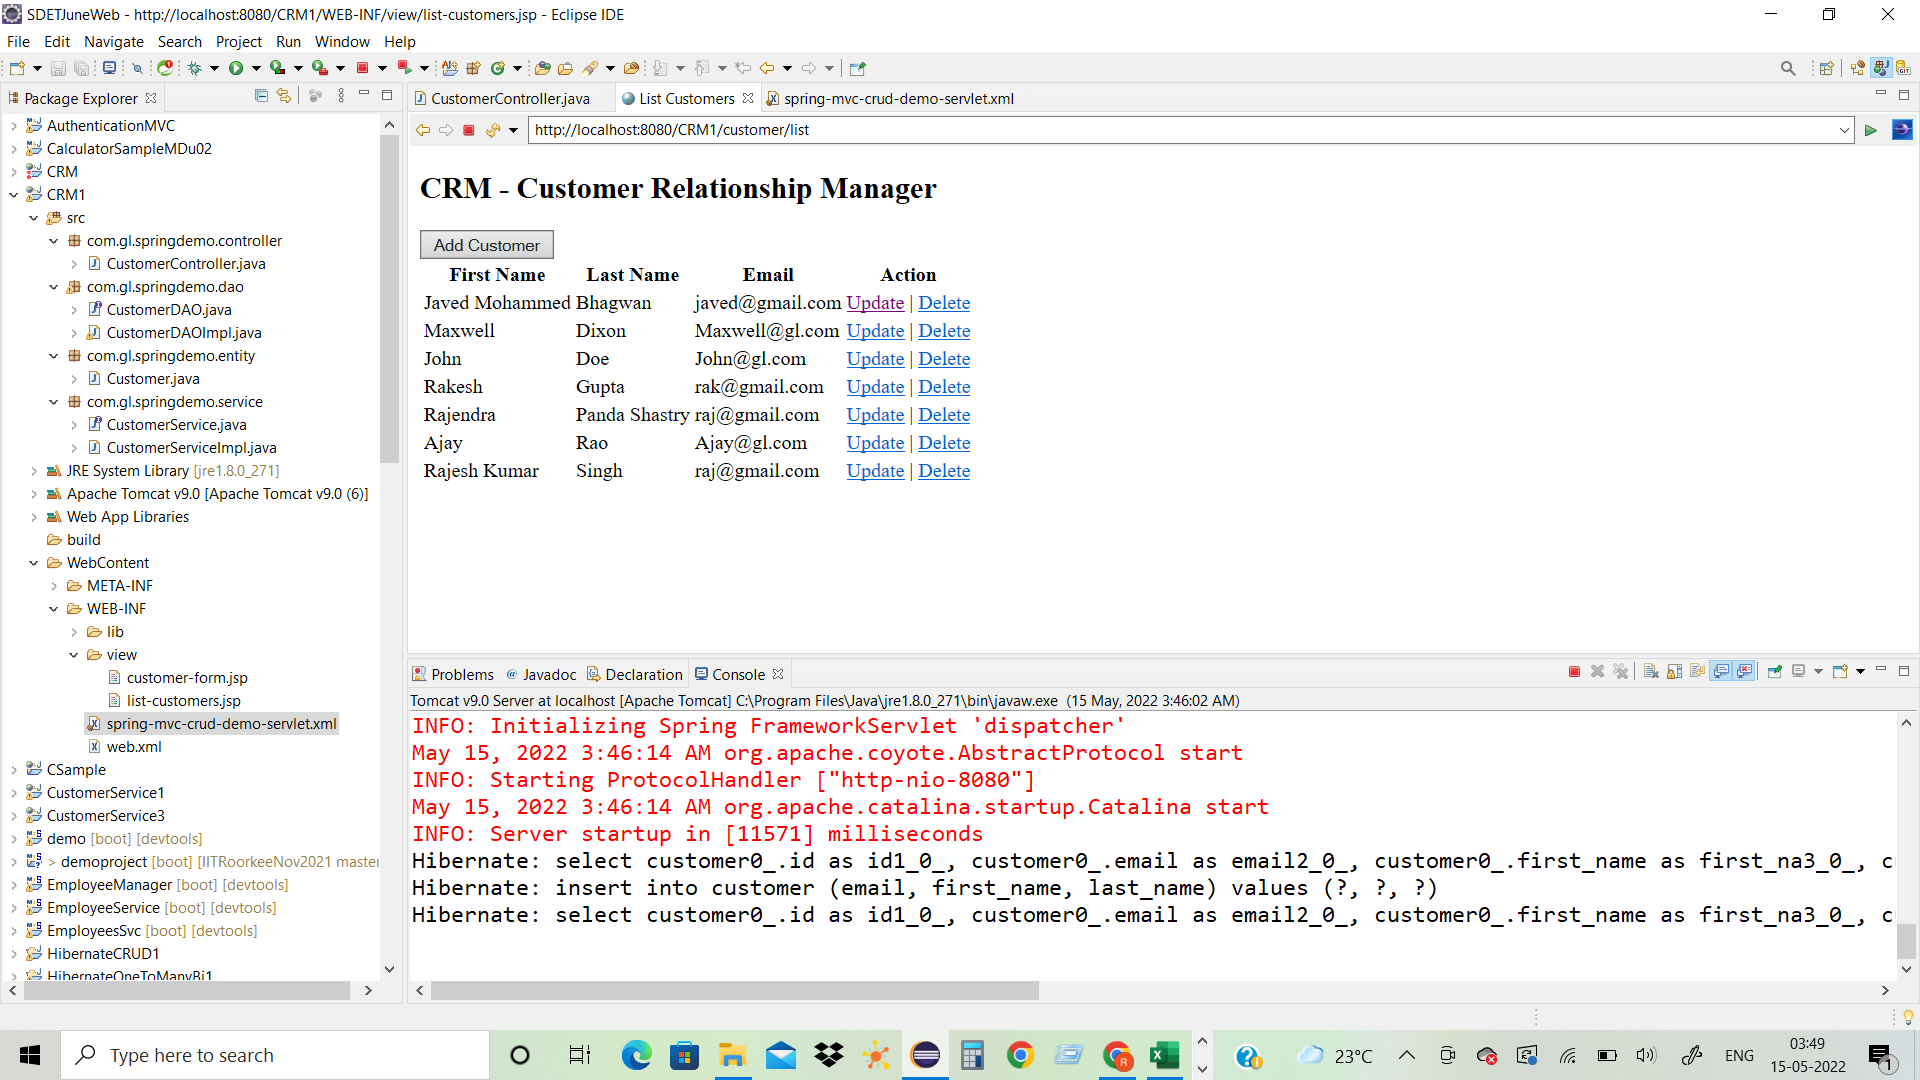 SDETJuneWeb - http://localhost:8080/CRM1/WEB-INF/view/list-customers.jsp - Eclipse IDE
File Edit Navigate Search Project Run Window Help
Package Explorer
AuthenticationMVC
CalculatorSampleMDu02
CRM
CRM1
src
com.gl.springdemo.controller
CustomerController.java
com.gl.springdemo.dao
CustomerDAO.java
CustomerDAOImpl.java
com.gl.springdemo.entity
Customer.java
com.gl.springdemo.service
CustomerService.java
CustomerServiceImpl.java
JRE System Library [jre1.8.0_271]
Apache Tomcat v9.0 [Apache Tomcat v9.0 (6)]
Web App Libraries
build
WebContent
META-INF
WEB-INF
lib
view
customer-form.jsp
list-customers.jsp
spring-mvc-crud-demo-servlet.xml
web.xml
CSample
CustomerService1
CustomerService3
demo [boot] [devtools]
> demoproject [boot] [IITRoorkeeNov2021 master
EmployeeManager [boot] [devtools]
EmployeeService [boot] [devtools]
EmployeesSvc [boot] [devtools]
HibernateCRUD1
HibernateOneToManyBi1
CustomerController.java List Customers spring-mvc-crud-demo-servlet.xml
http://localhost:8080/CRM1/customer/list
CRM - Customer Relationship Manager
Add Customer
First Name Last Name Email Action
Javed Mohammed Bhagwan javed@gmail.com Update | Delete
Maxwell Dixon Maxwell@gl.com Update | Delete
John Doe John@gl.com Update | Delete
Rakesh Gupta rak@gmail.com Update | Delete
Rajendra Panda Shastry raj@gmail.com Update | Delete
Ajay Rao Ajay@gl.com Update | Delete
Rajesh Kumar Singh raj@gmail.com Update | Delete
Problems Javadoc Declaration Console
Tomcat v9.0 Server at localhost [Apache Tomcat] C:\Program Files\Java\jre1.8.0_271\bin\javaw.exe (15 May, 2022 3:46:02 AM)
INFO: Initializing Spring FrameworkServlet 'dispatcher'
May 15, 2022 3:46:14 AM org.apache.coyote.AbstractProtocol start
INFO: Starting ProtocolHandler ["http-nio-8080"]
May 15, 2022 3:46:14 AM org.apache.catalina.startup.Catalina start
INFO: Server startup in [11571] milliseconds
Hibernate: select customer0_.id as id1_0_, customer0_.email as email2_0_, customer0_.first_name as first_na3_0_, c
Hibernate: insert into customer (email, first_name, last_name) values (?, ?, ?)
Hibernate: select customer0_.id as id1_0_, customer0_.email as email2_0_, customer0_.first_name as first_na3_0_, c
Type here to search
23°C
ENG
03:49
15-05-2022
1